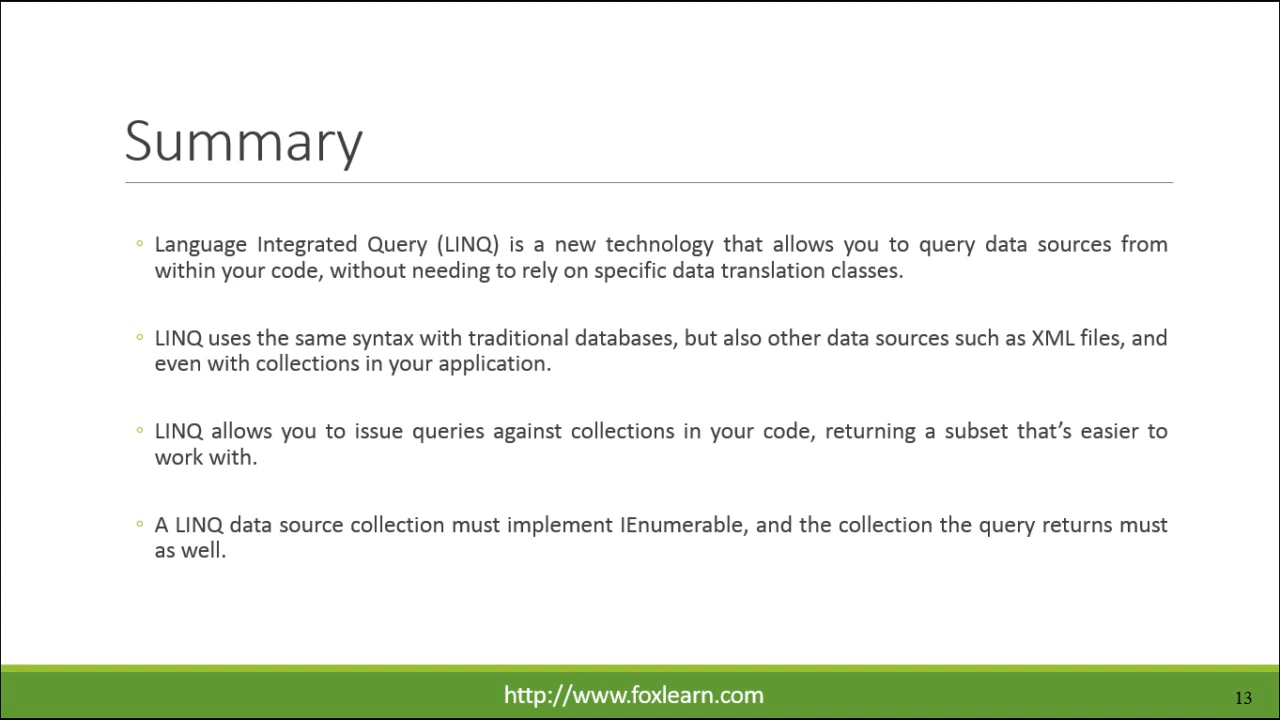 Summary
◦ Language Integrated Query (LINQ) is a new technology that allows you to query data sources from
within your code, without needing to rely on specific data translation classes.
◦ LINQ uses the same syntax with traditional databases, but also other data sources such as XML files, and
even with collections in your application.
◦ LINQ allows you to issue queries against collections in your code, returning a subset that’s easier to
work with.
◦ A LINQ data source collection must implement IEnumerable, and the collection the query returns must
as well.
http://www.foxlearn.com
13